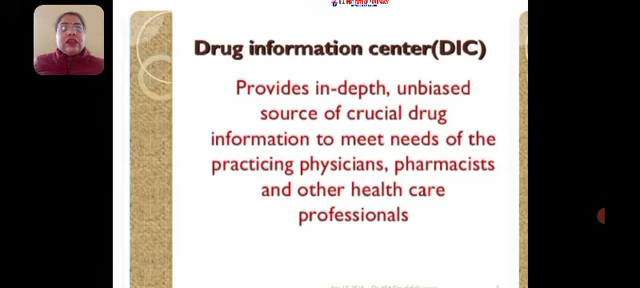 Drug information center(DIC)
Provides in-depth, unbiased
source of crucial drug
information to meet needs of the
practicing physicians, pharmacists
and other health care
professionals